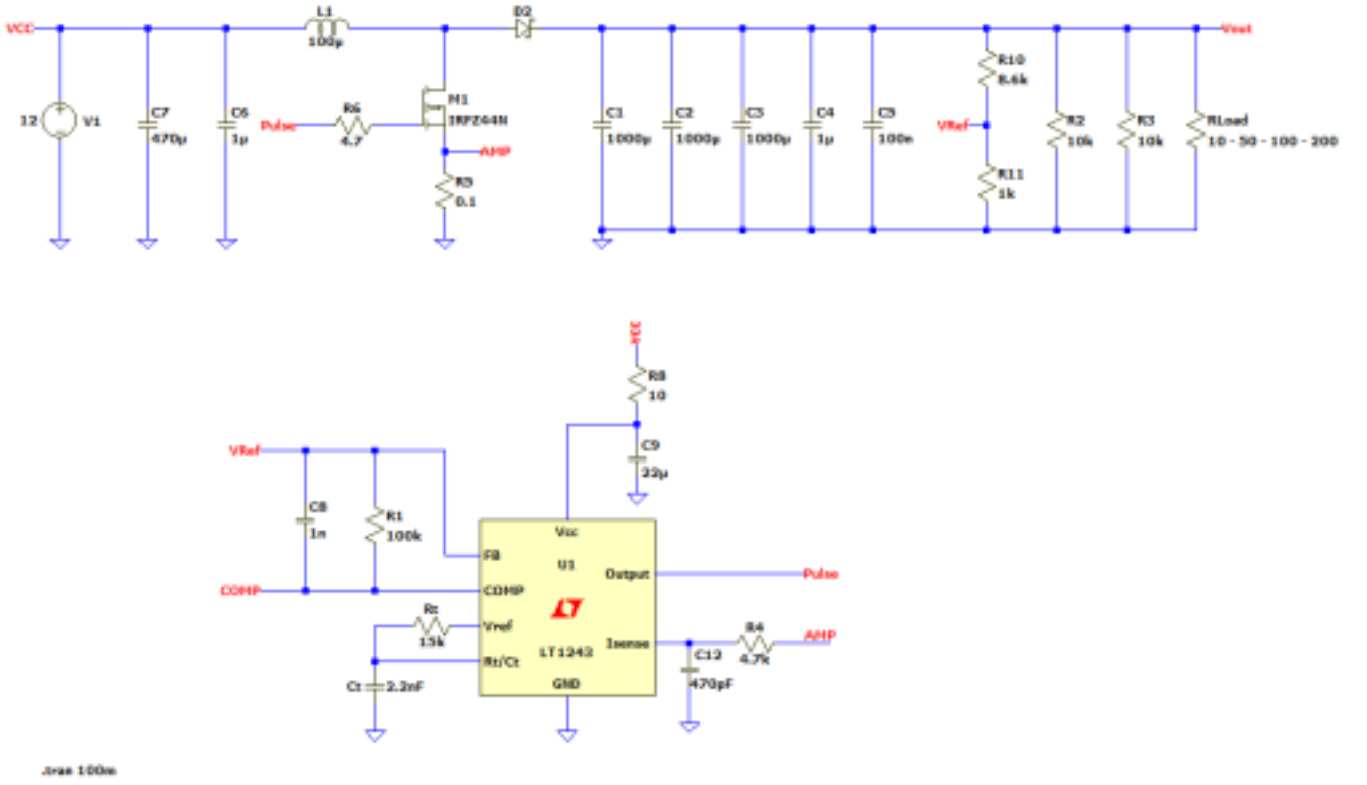 VCC
L1
100µ
D2
Vout
12
V1
C7
470µ
C6
1µ
Pulse
R6
4.7
M1
IRFZ44N
AMP
R5
0.1
C1
1000µ
C2
1000µ
C3
1000µ
C4
1µ
C5
100n
R10
8.6k
VRef
R11
1k
R2
10k
R3
10k
RLoad
10 - 50 - 100 - 200
VCC
R8
10
C9
22µ
VRef
C8
1n
R1
100k
COMP
Rt
15k
Ct
2.2nF
Vcc
U1
FB
COMP
Vref
Rt/Ct
Output
Isense
LT1243
GND
Pulse
R4
4.7k
AMP
C12
470pF
.tran 100m